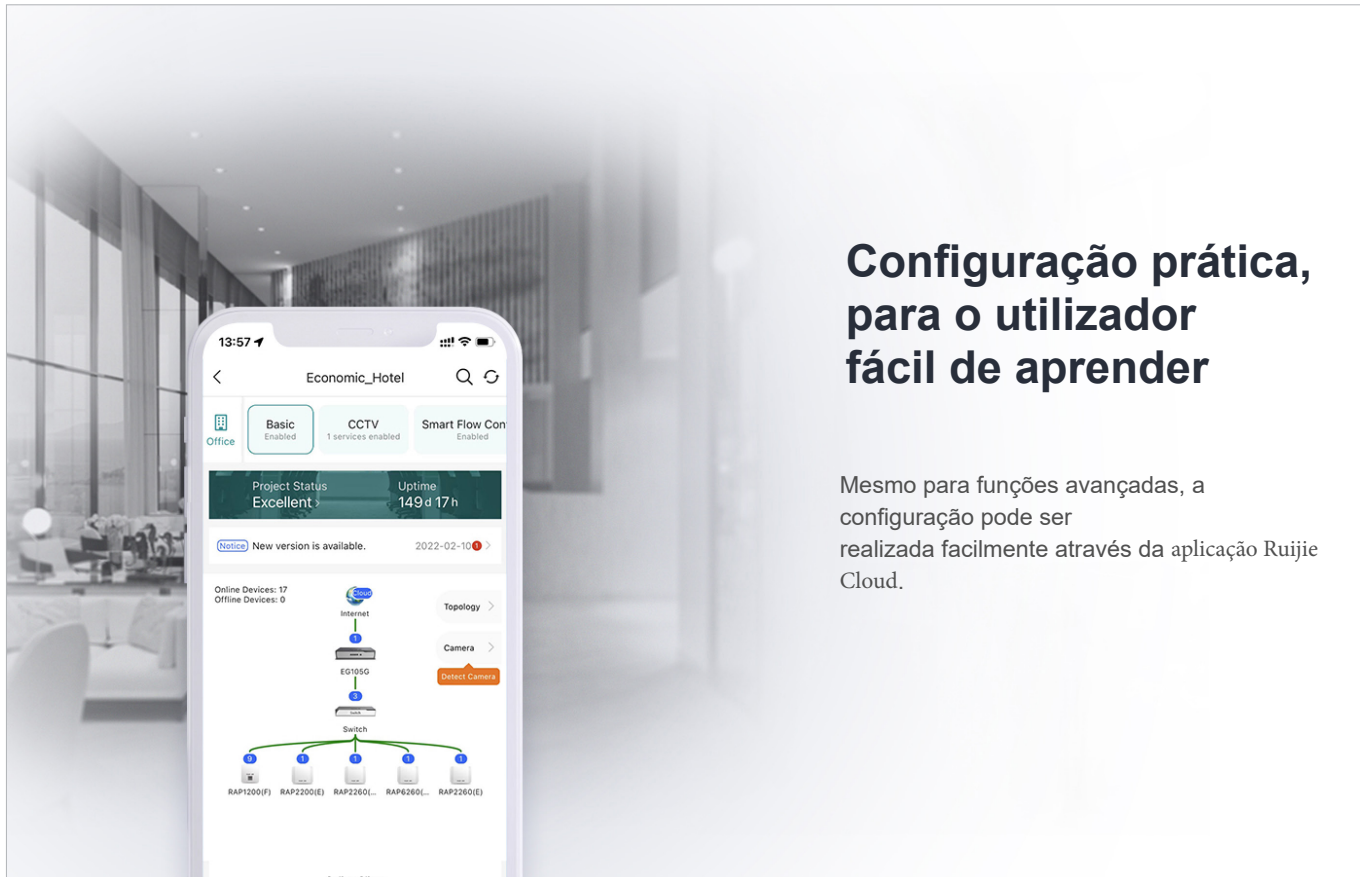 Configuração prática,
para o utilizador
fácil de aprender
Mesmo para funções avançadas, a
configuração pode ser
realizada facilmente através da aplicação Ruijie
Cloud.
13:57
Economic_Hotel
Office
Basic
Enabled
CCTV
1 services enabled
Smart Flow Con
Enabled
Project Status
Excellent
Uptime
149 d 17 h
Notice New version is available. 2022-02-10 1
Online Devices: 17
Offline Devices: 0
Cloud
Internet
Topology
1
Camera
EG105G
Detect Camera
3
Switch
9 1 1 1 1
RAP1200(F) RAP2200(E) RAP2260(... RAP6260(... RAP2260(E)